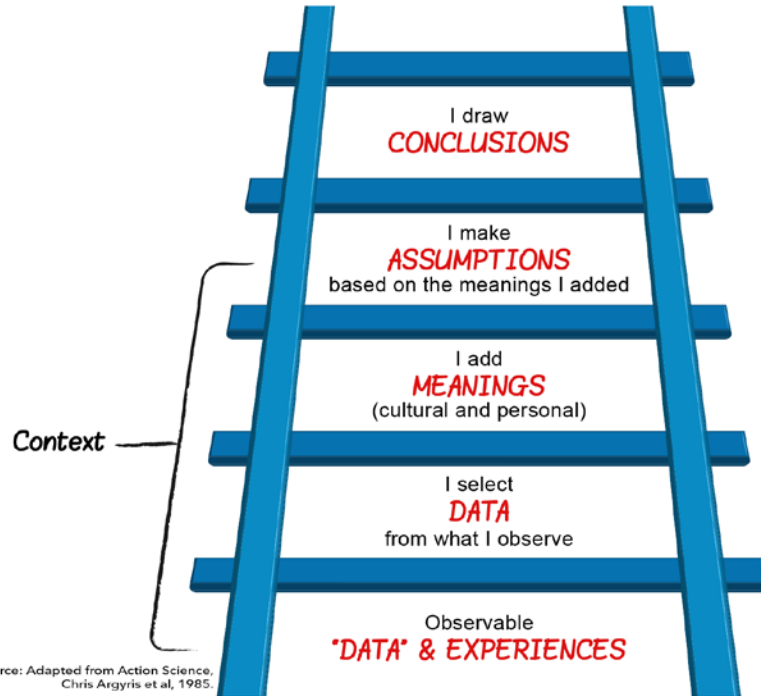 I draw
CONCLUSIONS
I make
ASSUMPTIONS
based on the meanings I added
I add
MEANINGS
(cultural and personal)
Context
I select
DATA
from what I observe
Observable
"DATA" & EXPERIENCES
rce: Adapted from Action Science,
Chris Argyris et al, 1985.